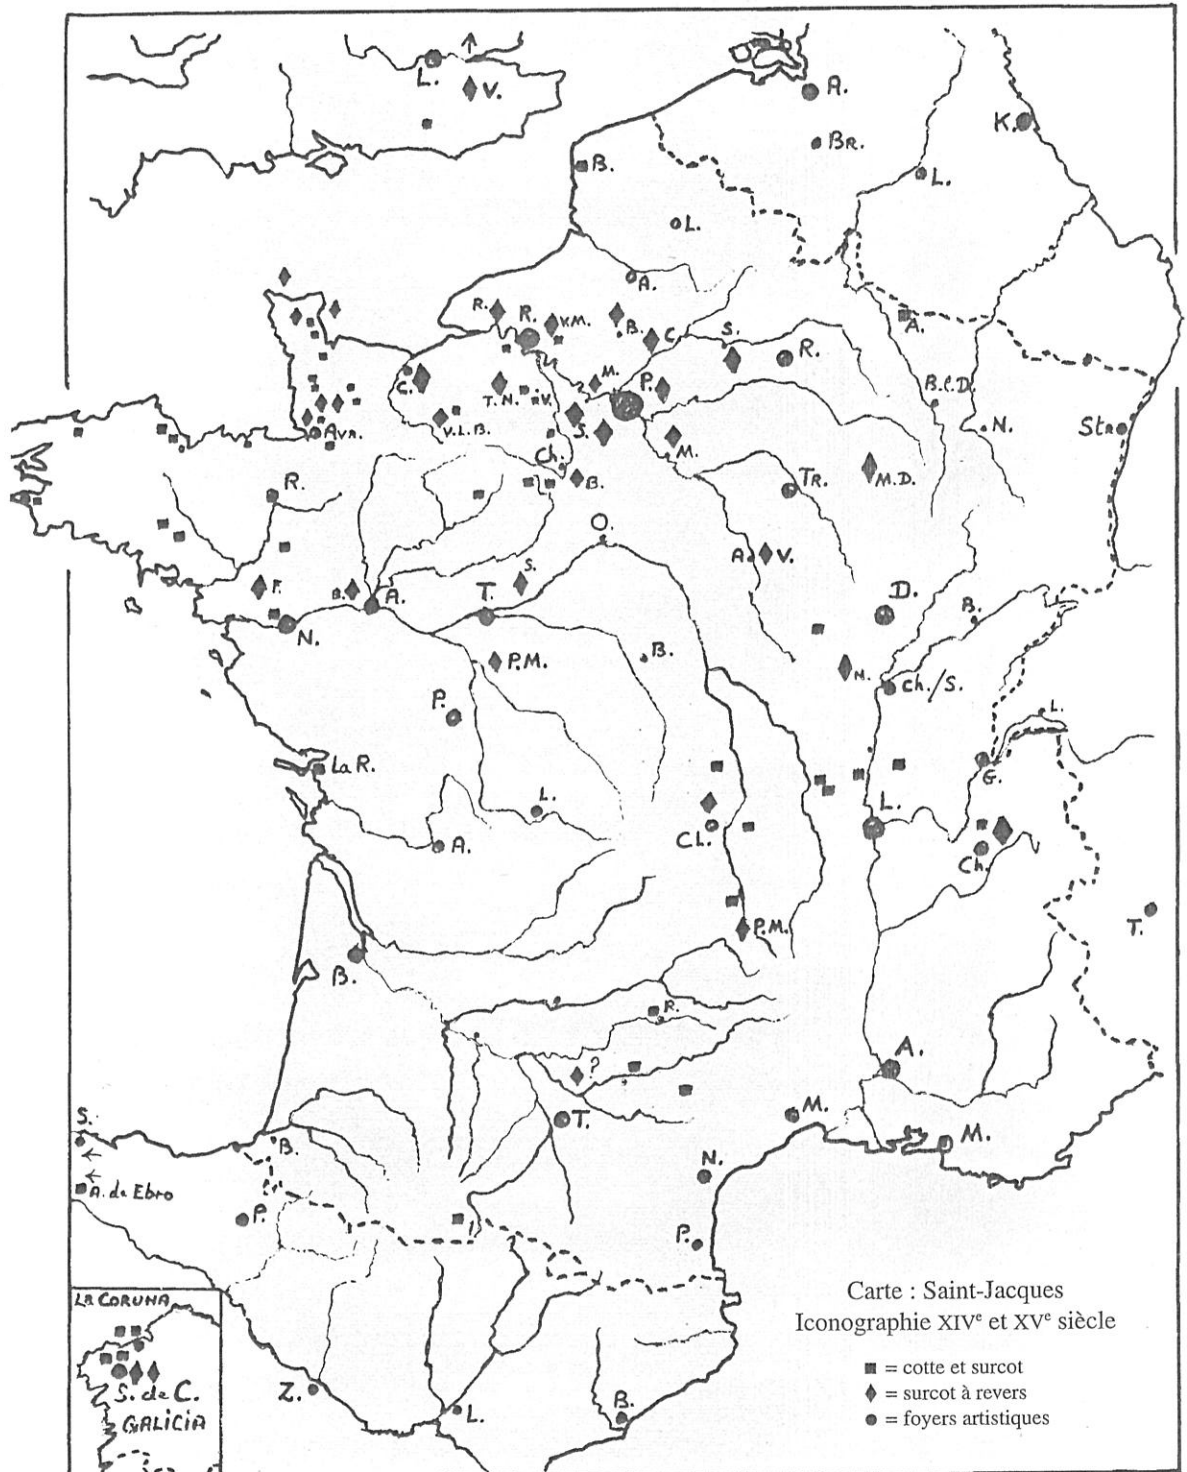 L.
V.
A.
K.
BR.
B.
L.
L.
A.
R.
R.
V.M.
B.
C.
S.
R.
A.
C.
T.N.
V.
M.
P.
B.C.D.
V.L.B.
AVR.
S.
M.
N.
Str
Ch.
B.
TR.
M.D.
R.
O.
A
V.
F.
B.
A.
S.
T.
D.
B.
N.
P.M.
B.
N.
Ch./S.
P.
L.
La R.
G.
L.
A.
CL.
L.
Ch.
T.
P.M.
B.
R.
?
A.
S.
B.
T.
M.
M.
A. de Ebro
P.
N.
P.
LA CORUNA
S. de C.
GALICIA
Z.
L.
B.
Carte : Saint-Jacques
Iconographie XIVe et XVe siècle
= cotte et surcot
= surcot à revers
= foyers artistiques